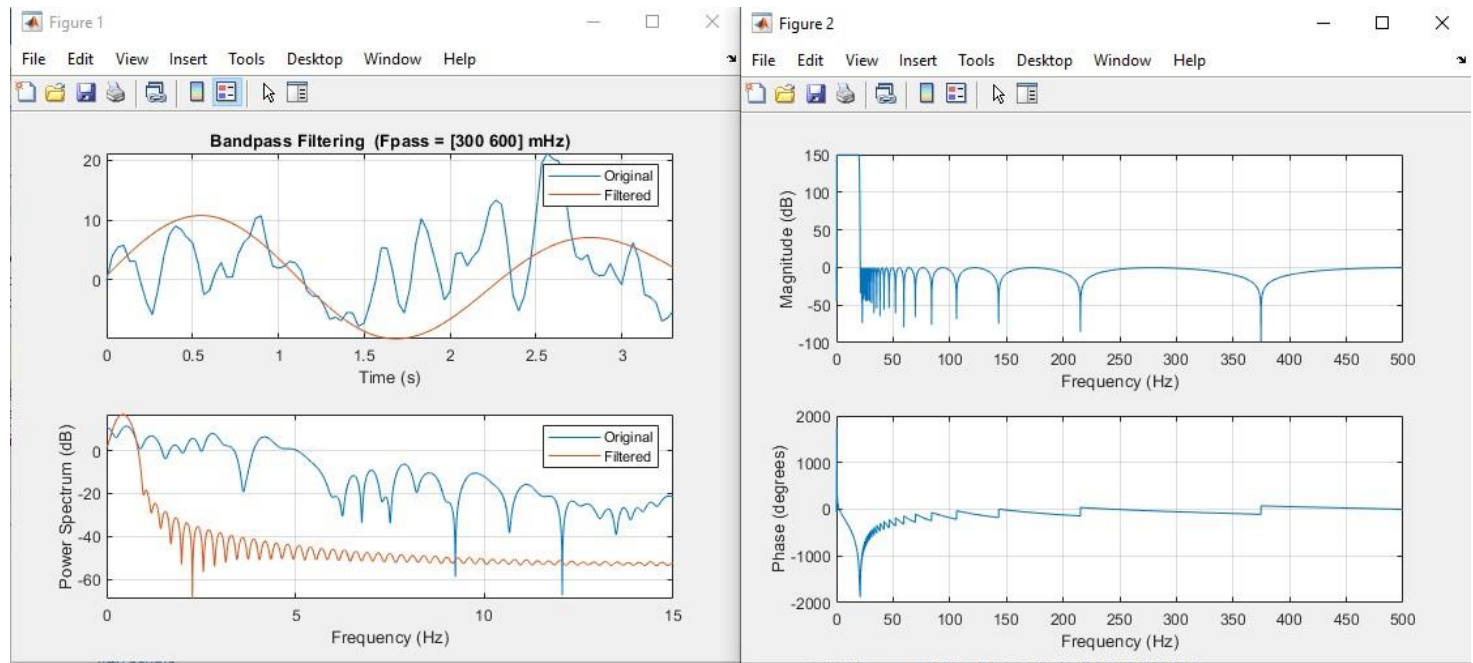 Figure 1
File Edit View Insert Tools Desktop Window Help
Bandpass Filtering (Fpass = [300 600] mHz)
20
10
0
Original
Filtered
0 0.5 1 1.5 2 2.5 3
Time (s)
Power Spectrum (dB)
0
-20
-40
-60
Original
Filtered
0 5 10 15
Frequency (Hz)
Figure 2
File Edit View Insert Tools Desktop Window Help
Magnitude (dB)
150
100
50
0
-50
-100
0 50 100 150 200 250 300 350 400 450 500
Frequency (Hz)
Phase (degrees)
2000
1000
0
-1000
-2000
0 50 100 150 200 250 300 350 400 450 500
Frequency (Hz)